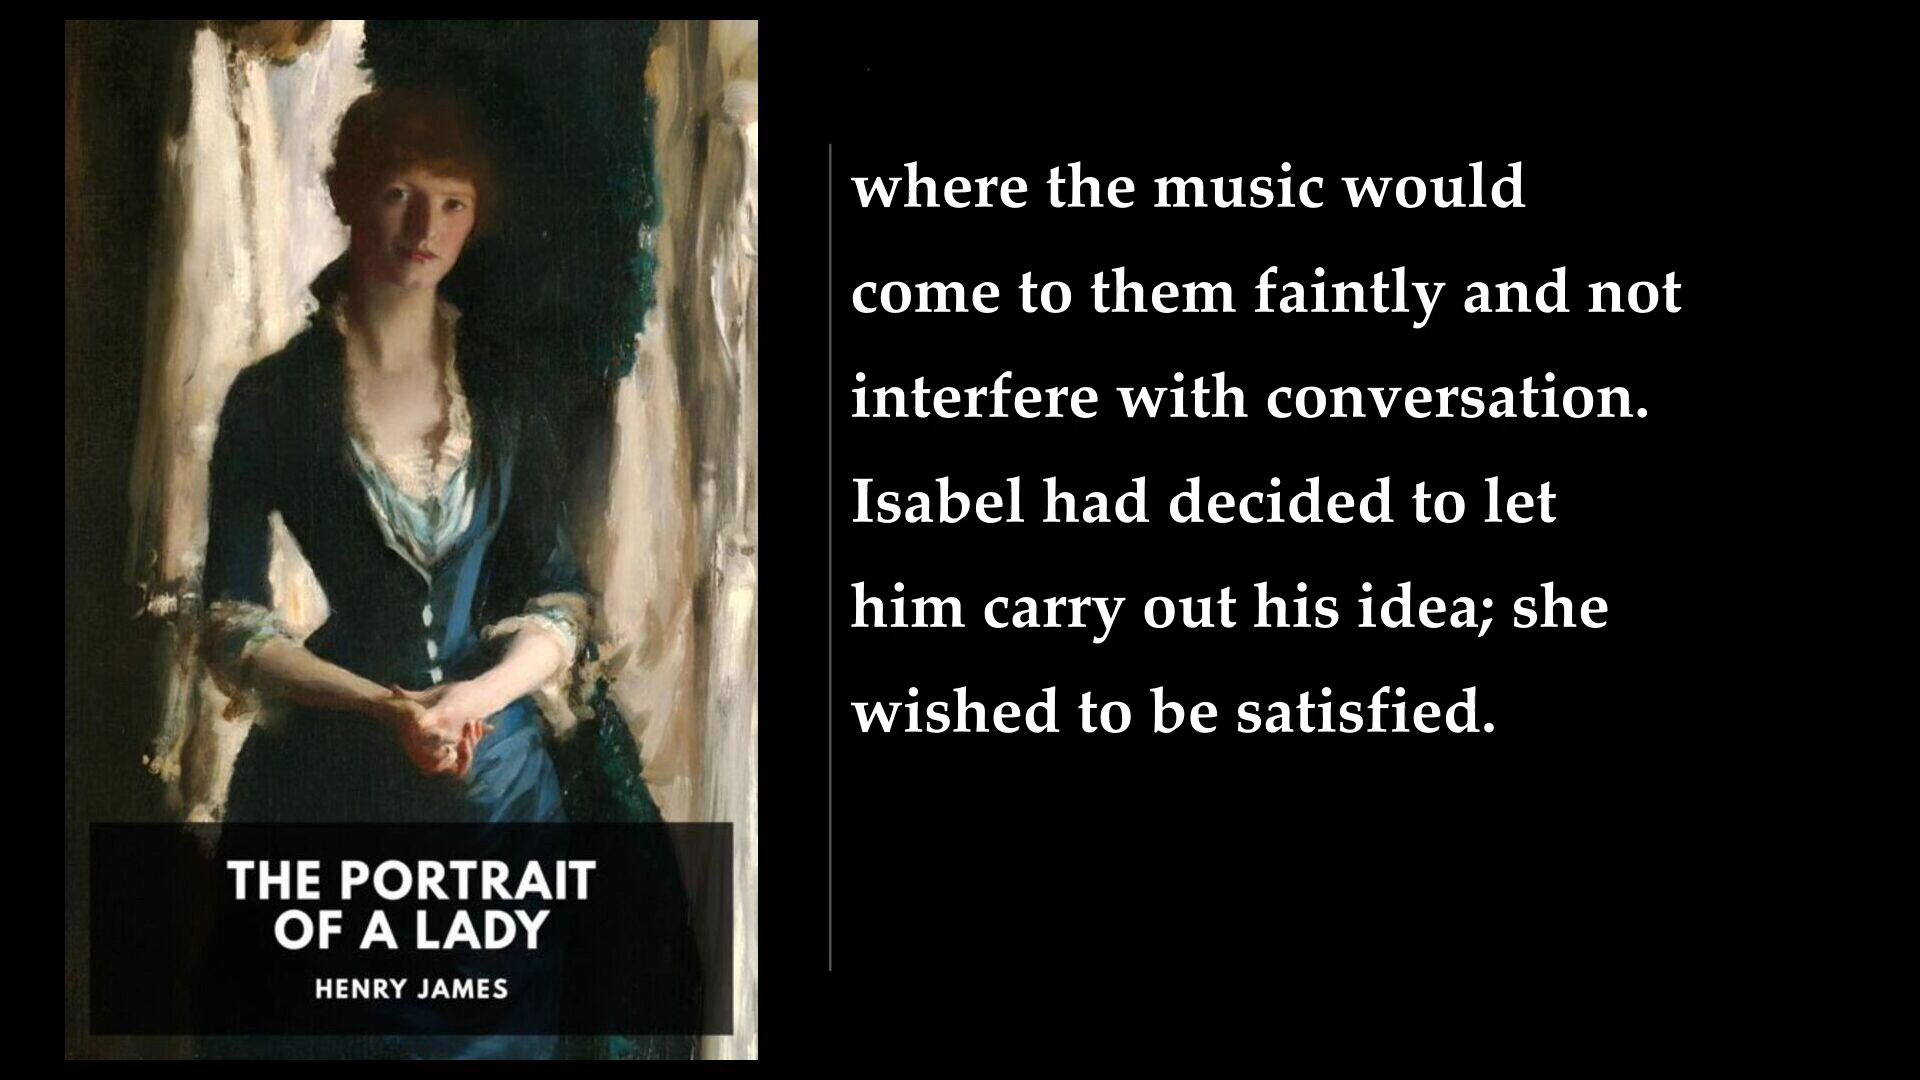 where the music would
come to them faintly and not
interfere with conversation.
Isabel had decided to let
him carry out his idea; she
wished to be satisfied.
THE PORTRAIT
OF A LADY
HENRY JAMES